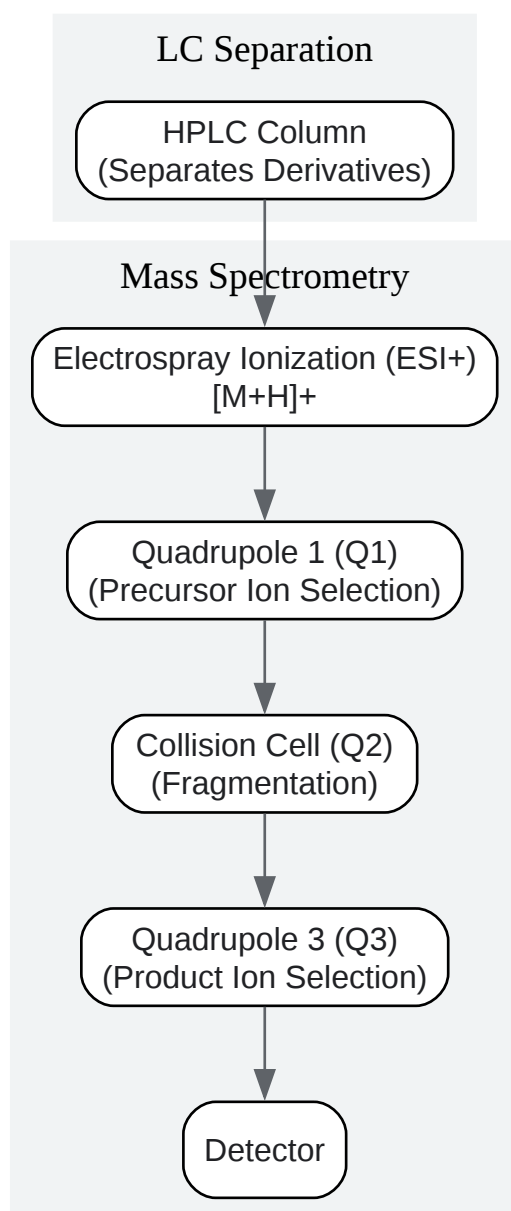 LC Separation
HPLC Column
(Separates Derivatives)
Mass Spectrometry
Electrospray Ionization (ESI+)
[M+H]+
Quadrupole 1 (Q1)
(Precursor Ion Selection)
Collision Cell (Q2)
(Fragmentation)
Quadrupole 3 (Q3)
(Product Ion Selection)
Detector